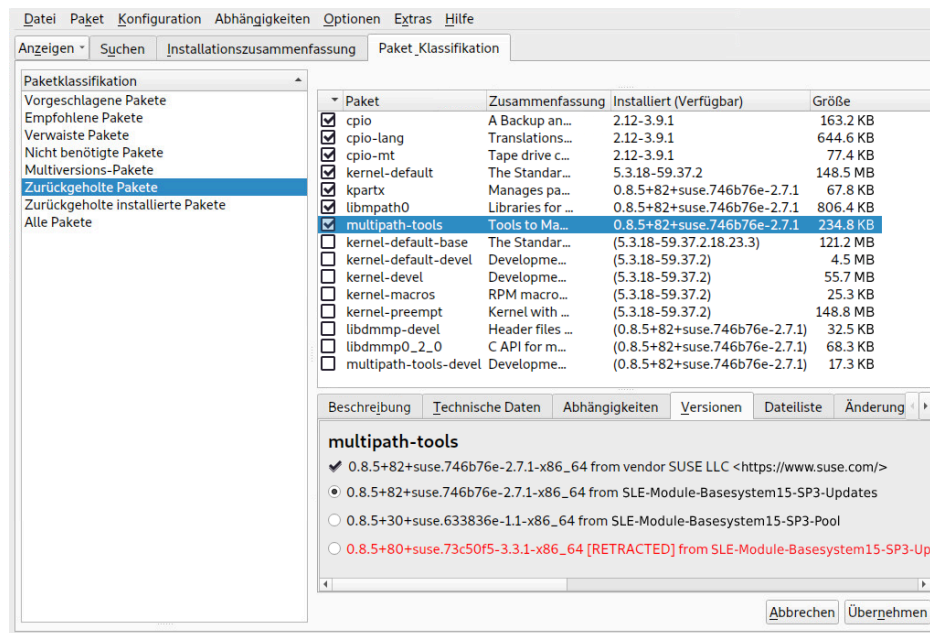 Datei Paket Konfiguration Abhängigkeiten Optionen Extras Hilfe
Anzeigen Suchen Installationszusammenfassung Paket Klassifikation
Paketklassifikation
Vorgeschlagene Pakete
Empfohlene Pakete
Verwaiste Pakete
Nicht benötigte Pakete
Multiversions-Pakete
Zurückgeholte Pakete
Zurückgeholte installierte Pakete
Alle Pakete
Paket Zusammenfassung Installiert (Verfügbar) Größe
cpio A Backup an... 2.12-3.9.1 163.2 KB
cpio-lang Translations... 2.12-3.9.1 644.6 KB
cpio-mt Tape drive c... 2.12-3.9.1 77.4 KB
kernel-default The Standar... 5.3.18-59.37.2 148.5 MB
kpartx Manages pa... 0.8.5+82+suse.746b76e-2.7.1 67.8 KB
libmpath0 Libraries for ... 0.8.5+82+suse.746b76e-2.7.1 806.4 KB
multipath-tools Tools to Ma... 0.8.5+82+suse.746b76e-2.7.1 234.8 KB
kernel-default-base The Standar... (5.3.18-59.37.2.18.23.3) 121.2 MB
kernel-default-devel Developme... (5.3.18-59.37.2) 4.5 MB
kernel-devel Developme... (5.3.18-59.37.2) 55.7 MB
kernel-macros RPM macro... (5.3.18-59.37.2) 25.3 KB
kernel-preempt Kernel with ... (5.3.18-59.37.2) 148.8 MB
libdmmp-devel Header files ... (0.8.5+82+suse.746b76e-2.7.1) 32.5 KB
libdmmp0_2_0 C API for m... (0.8.5+82+suse.746b76e-2.7.1) 68.3 KB
multipath-tools-devel Developme... (0.8.5+82+suse.746b76e-2.7.1) 17.3 KB
Beschreibung Technische Daten Abhängigkeiten Versionen Dateiliste Änderung
multipath-tools
0.8.5+82+suse.746b76e-2.7.1-x86_64 from vendor SUSE LLC <https://www.suse.com/>
0.8.5+82+suse.746b76e-2.7.1-x86_64 from SLE-Module-Basesystem15-SP3-Updates
0.8.5+30+suse.633836e-1.1-x86_64 from SLE-Module-Basesystem15-SP3-Pool
0.8.5+80+suse.73c50f5-3.3.1-x86_64 [RETRACTED] from SLE-Module-Basesystem15-SP3-Up
Abbrechen Übernehmen